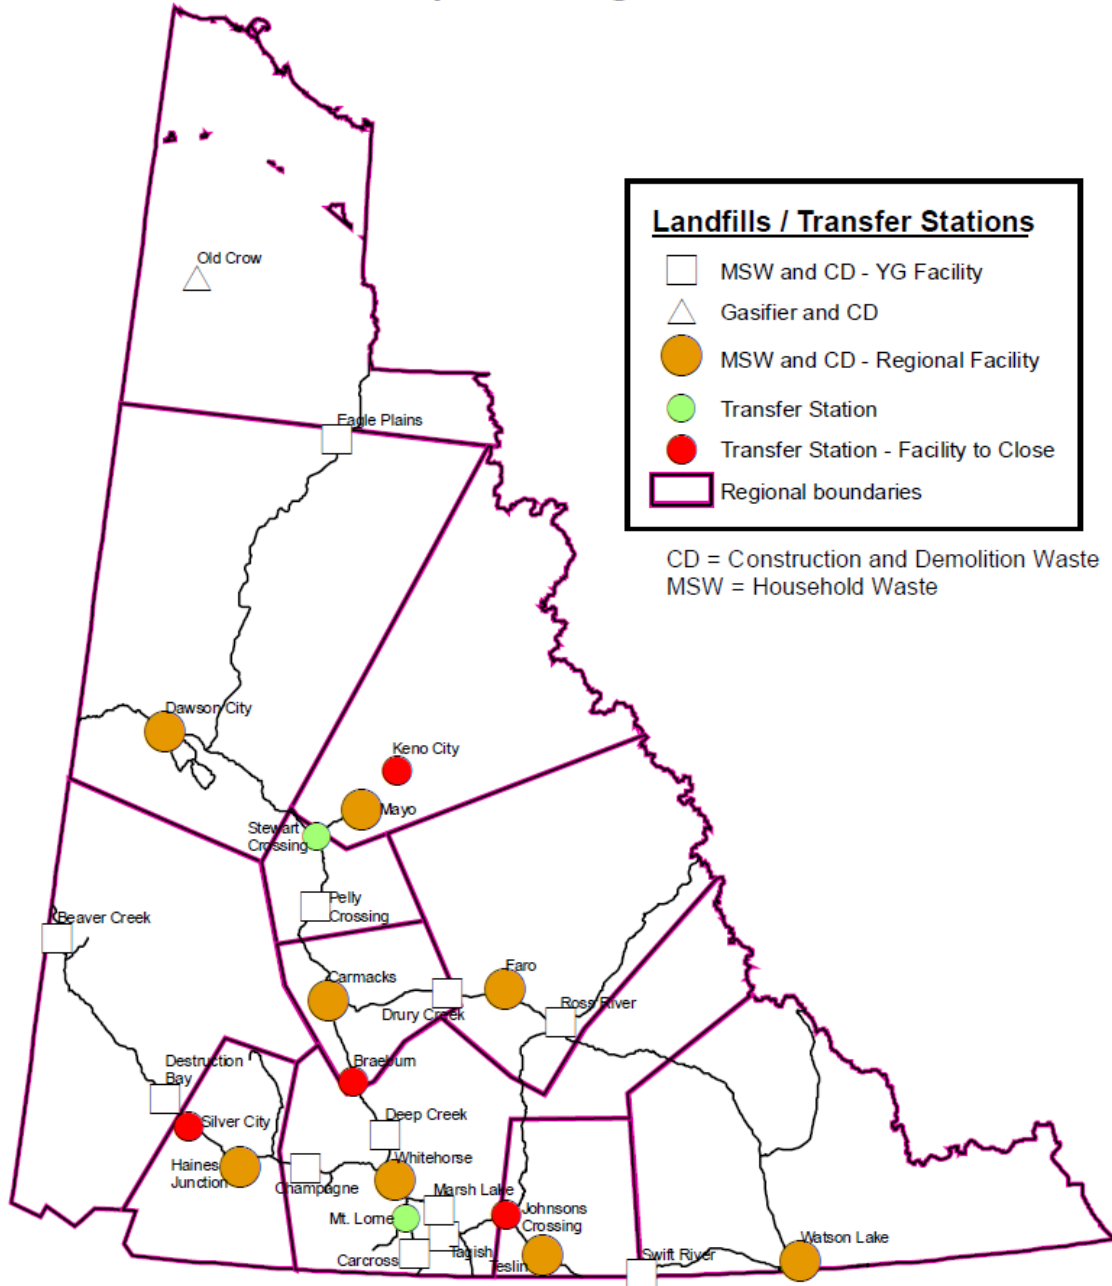 Old Crow
Landfills / Transfer Stations
MSW and CD - YG Facility
Gasifier and CD
MSW and CD - Regional Facility
Transfer Station
Transfer Station - Facility to Close
Regional boundaries
CD = Construction and Demolition Waste
MSW = Household Waste
Eagle Plains
Dawson City
Keno City
Mayo
Stewart
Crossing
Pelly
Crossing
Beaver Creek
Carmacks
Faro
Drury Creek
Ross River
Destruction
Bay
Braeburn
Silver City
Deep Creek
Haines
Junction
Whitehorse
Champagne
Marsh Lake
Mt. Lorne
Johnsons
Crossing
Carcross
Tagish
Teslin
Swift River
Watson Lake